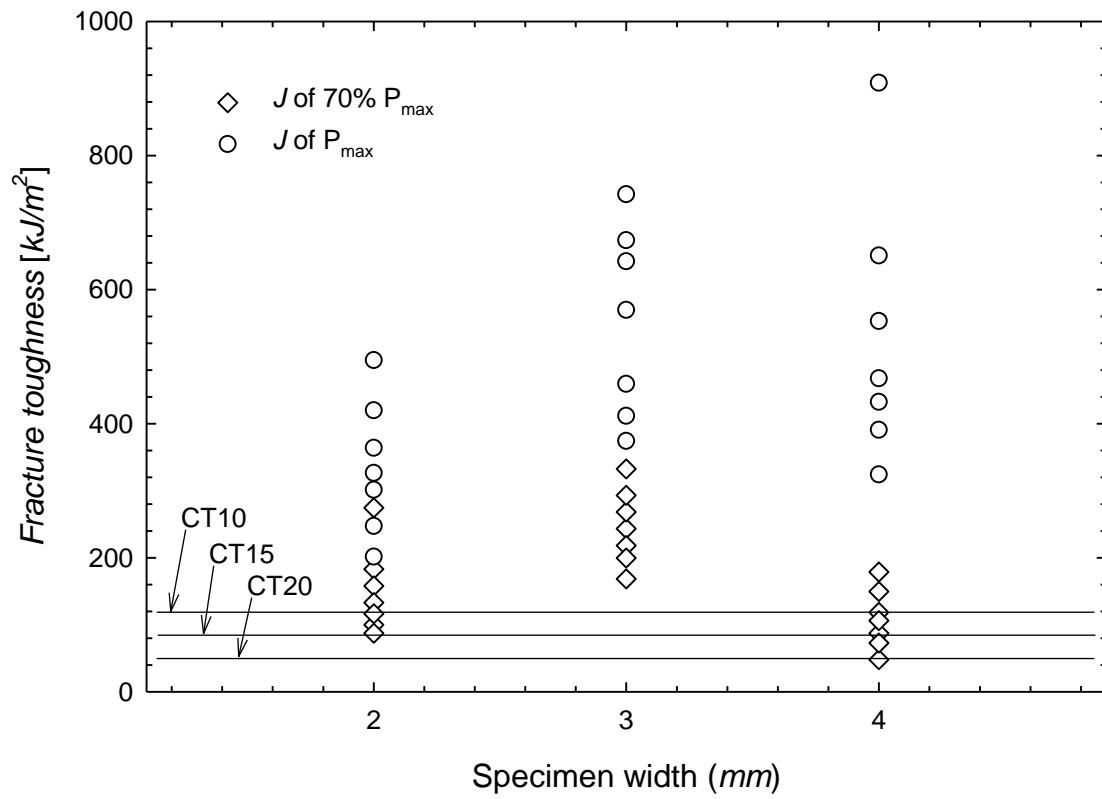 1000
800
600
400
200
0
Fracture toughness [kJ/m²]
J of 70% Pmax
J of Pmax
CT10
CT15
CT20
2 3 4
Specimen width (mm)